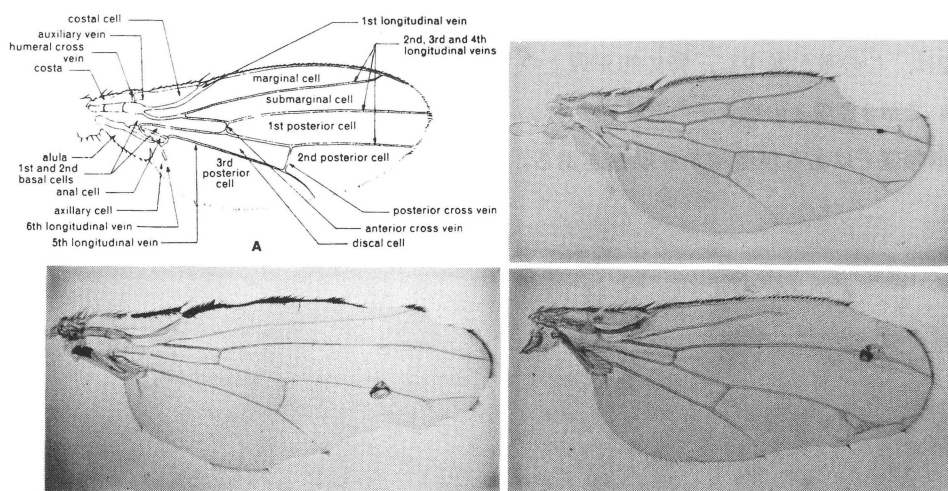 costal cell
auxiliary vein
humeral cross
vein
costa
1st longitudinal vein
2nd, 3rd and 4th
longitudinal veins
marginal cell
submarginal cell
1st posterior cell
2nd posterior cell
3rd
posterior
cell
alula
1st and 2nd
basal cells
anal cell
axillary cell
6th longitudinal vein
5th longitudinal vein
posterior cross vein
anterior cross vein
discal cell
A